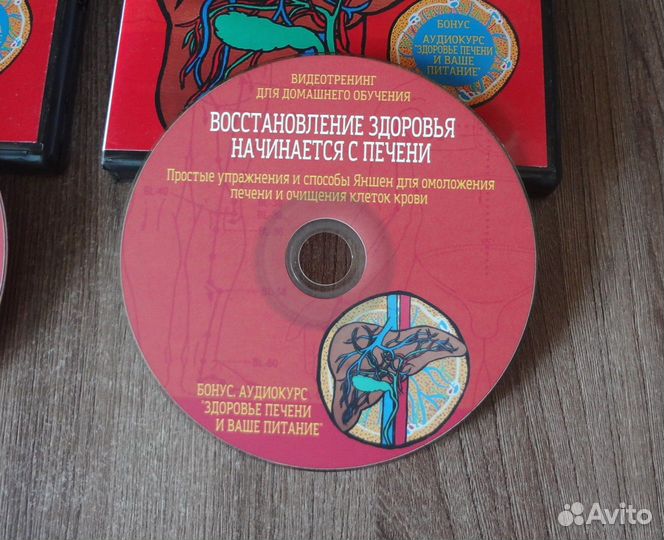 БОНУС
АУДИОКУРС
"ЗДОРОВЬЕ ПЕЧЕНИ
И ВАШЕ
ПИТАНИЕ"
ВИДЕОТРЕНИНГ
ДЛЯ ДОМАШНЕГО ОБУЧЕНИЯ
ВОССТАНОВЛЕНИЕ ЗДОРОВЬЯ
НАЧИНАЕТСЯ С ПЕЧЕНИ
Простые упражнения и способы Яншен для омоложения
печени и очищения клеток крови
БОНУС. АУДИОКУРС
"ЗДОРОВЬЕ ПЕЧЕНИ
И ВАШЕ ПИТАНИЕ"
Avito